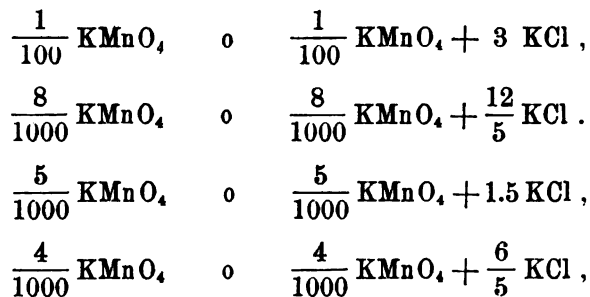 1/100 KMnO₄ o 1/100 KMnO₄ + 3 KCl ,
8/1000 KMnO₄ o 8/1000 KMnO₄ + 12/5 KCl .
5/1000 KMnO₄ o 5/1000 KMnO₄ + 1.5 KCl ,
4/1000 KMnO₄ o 4/1000 KMnO₄ + 6/5 KCl ,